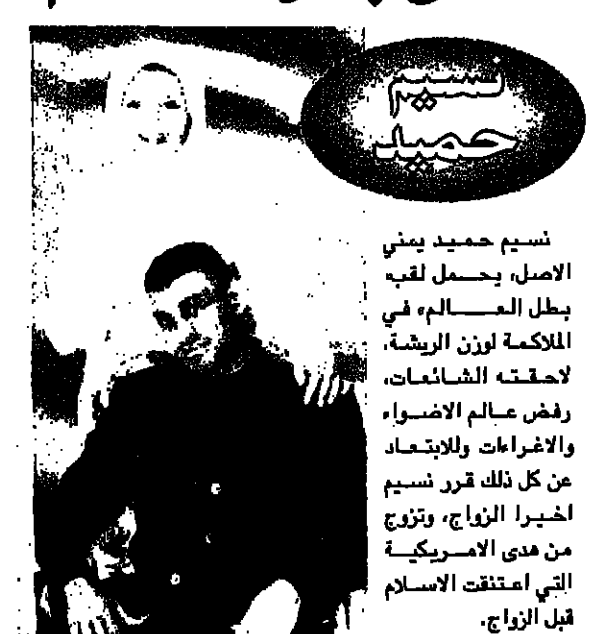 نسيم
حميد
نسيم حميد يمني
الاصل، يحمل لقب،
بطل العالم، في
الملاكمة لوزن الريشة،
لاحقته الشائعات،
رفض عالم الاضواء
والاغراءات وللابتعاد
عن كل ذلك قرر نسيم
اخيرا الزواج، وتزوج
من هدى الامريكية
التي اعتنقت الاسلام
قبل الزواج.